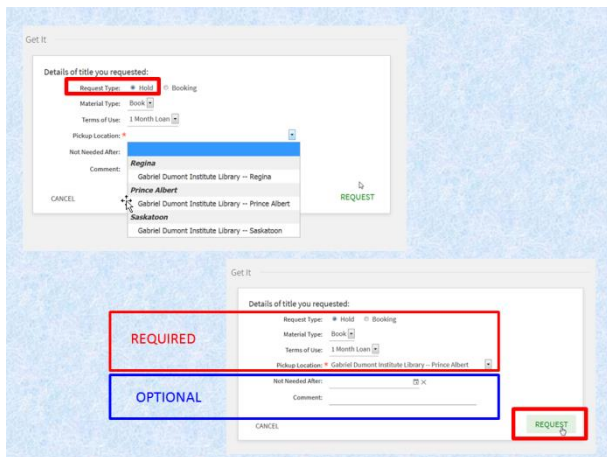 Get It
Details of title you requested:
Request Type: Hold Booking
Material Type: Book
Terms of Use: 1 Month Loan
Pickup Location: *
Not Needed After:
Comment:
Regina
Gabriel Dumont Institute Library -- Regina
Prince Albert
Gabriel Dumont Institute Library -- Prince Albert
Saskatoon
Gabriel Dumont Institute Library -- Saskatoon
CANCEL
REQUEST
Get It
Details of title you requested:
Request Type: Hold Booking
Material Type: Book
Terms of Use: 1 Month Loan
Pickup Location: * Gabriel Dumont Institute Library -- Prince Albert
REQUIRED
Not Needed After:
Comment:
OPTIONAL
CANCEL
REQUEST